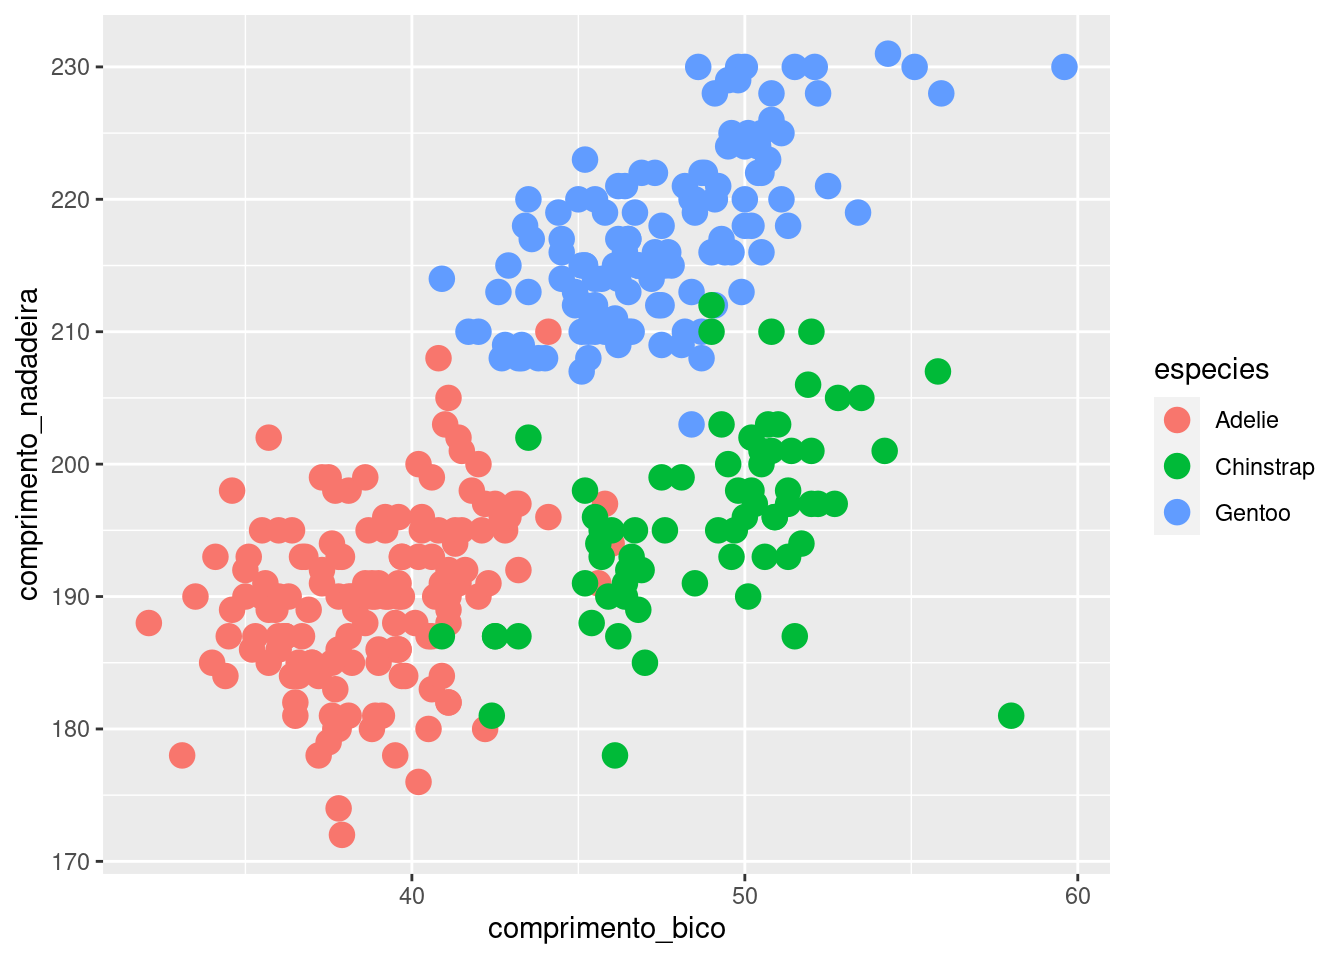 230
220
210
200
190
180
170
comprimento_nadadeira
40
50
60
comprimento_bico
especies
Adelie
Chinstrap
Gentoo